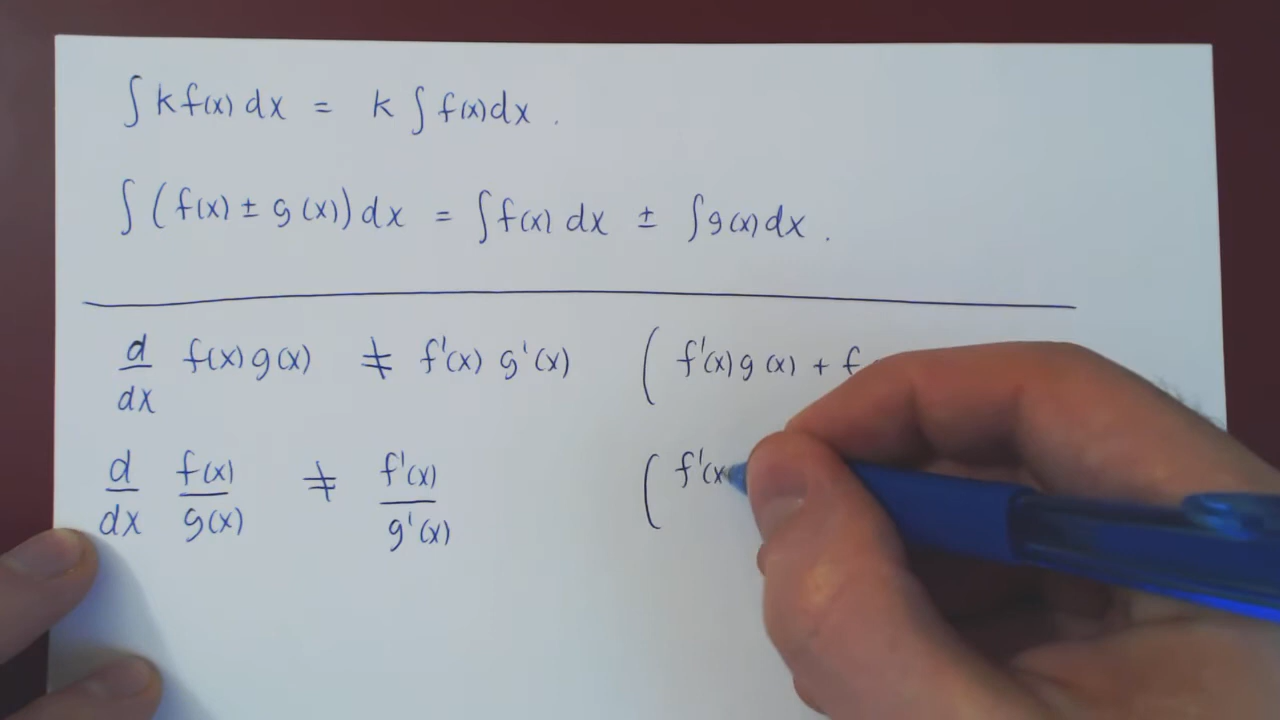 ∫ k f(x) dx = k ∫ f(x) dx .
∫ (f(x) ± g(x)) dx = ∫ f(x) dx ± ∫ g(x) dx .
d/dx f(x) g(x) ≠ f'(x) g'(x) ( f'(x) g(x) + f
d/dx f(x)/g(x) ≠ f'(x)/g'(x) ( f'(x